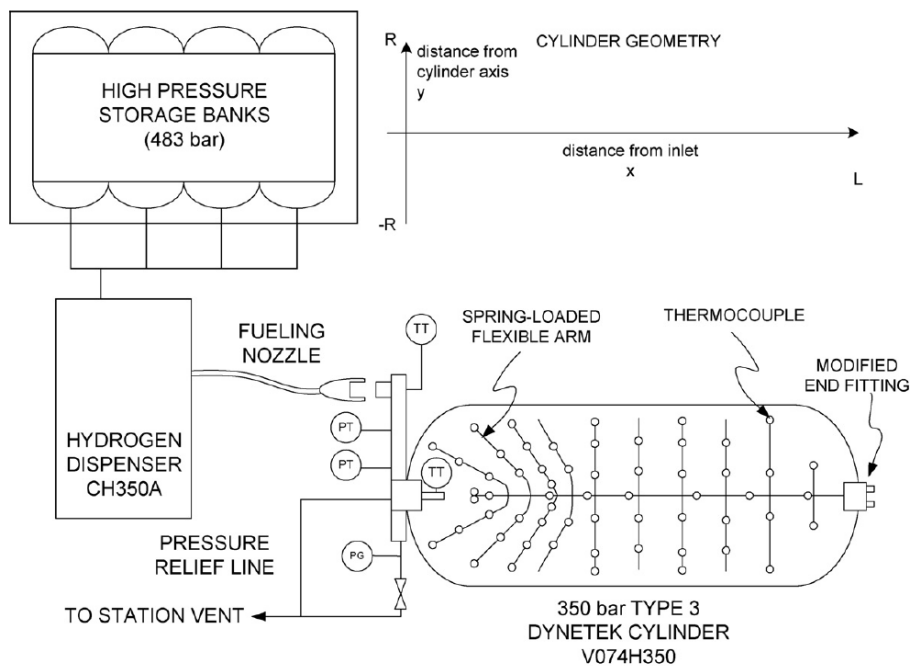 HIGH PRESSURE
STORAGE BANKS
(483 bar)
R
distance from
cylinder axis
y
CYLINDER GEOMETRY
distance from inlet
x
L
-R
FUELING
NOZZLE
TT
SPRING-LOADED
FLEXIBLE ARM
THERMOCOUPLE
MODIFIED
END FITTING
HYDROGEN
DISPENSER
CH350A
PT
PT
TT
PRESSURE
RELIEF LINE
PG
TO STATION VENT
350 bar TYPE 3
DYNETEK CYLINDER
V074H350